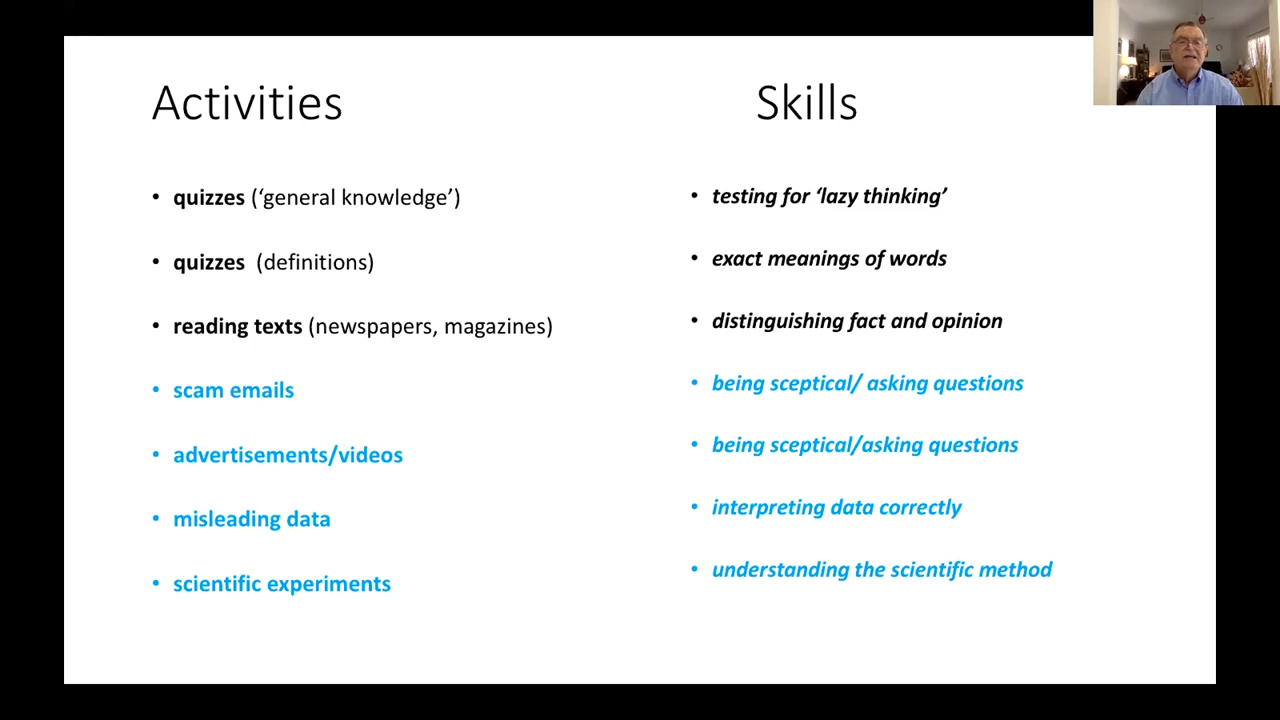 Activities
Skills
• quizzes (‘general knowledge’)
• quizzes (definitions)
• reading texts (newspapers, magazines)
• scam emails
• advertisements/videos
• misleading data
• scientific experiments
• testing for ‘lazy thinking’
• exact meanings of words
• distinguishing fact and opinion
• being sceptical/ asking questions
• being sceptical/asking questions
• interpreting data correctly
• understanding the scientific method